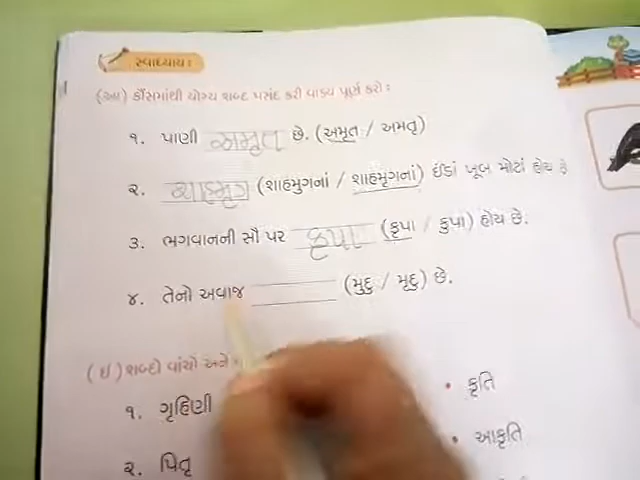 સ્વાધ્યાય :
(આ) કૌંસમાંથી યોગ્ય શબ્દ પસંદ કરી વાક્ય પૂર્ણ કરો :
૧. પાણી અમૃત છે. (અમૃત / અમતૃ)
૨. શાહમૃગ (શાહમુગનાં / શાહમૃગનાં) ઈંડાં ખૂબ મોટાં હોય છે
૩. ભગવાનની સૌ પર કૃપા (કૃપા / કુપા) હોય છે.
૪. તેનો અવાજ (મુદુ / મૃદુ) છે.
(ઇ) શબ્દો વાંચો અને
૧. ગૃહિણી • કૃતિ
૨. પિતૃ • આકૃતિ